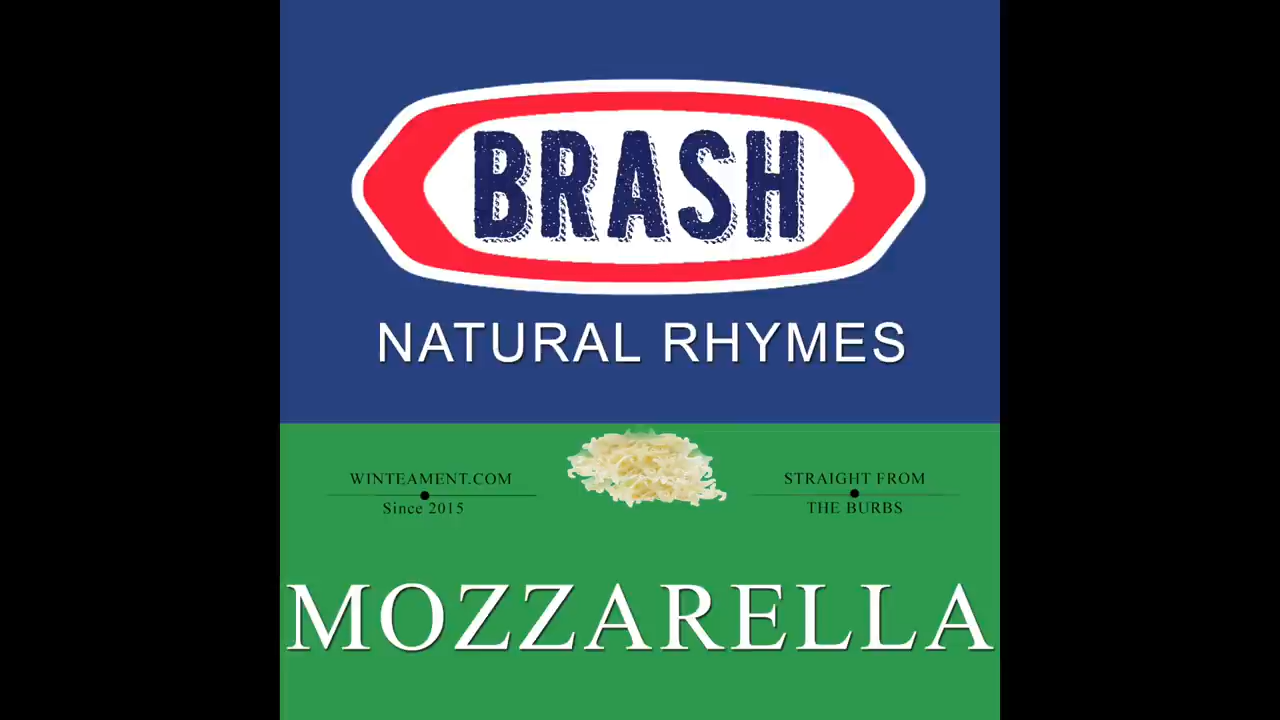 BRASH
NATURAL RHYMES
WINTEAMENT.COM
Since 2015
STRAIGHT FROM
THE BURBS
MOZZARELLA